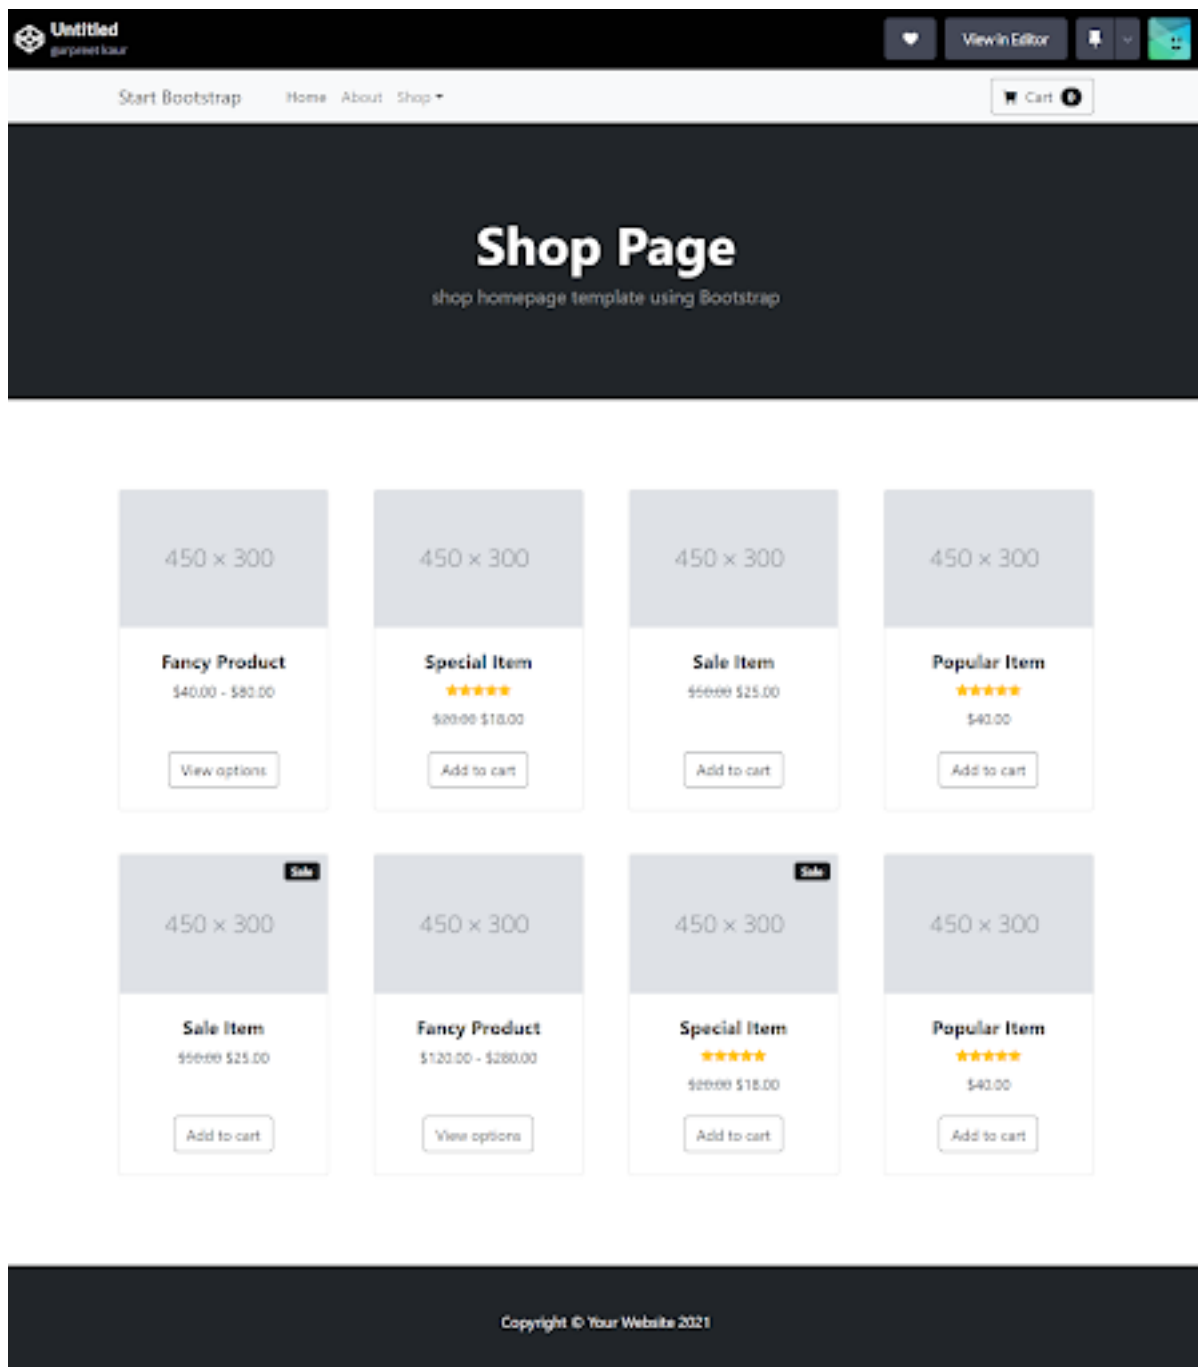 Untitled
gurpreet kaur
View in Editor
Start Bootstrap Home About Shop Cart 0
Shop Page
shop homepage template using Bootstrap
450 × 300 450 × 300 450 × 300 450 × 300
Fancy Product Special Item Sale Item Popular Item
$40.00 - $80.00 $50.00 $25.00
$20.00 $18.00 $40.00
View options Add to cart Add to cart Add to cart
Sale Sale
450 × 300 450 × 300 450 × 300 450 × 300
Sale Item Fancy Product Special Item Popular Item
$50.00 $25.00 $120.00 - $280.00
$20.00 $18.00 $40.00
Add to cart View options Add to cart Add to cart
Copyright © Your Website 2021